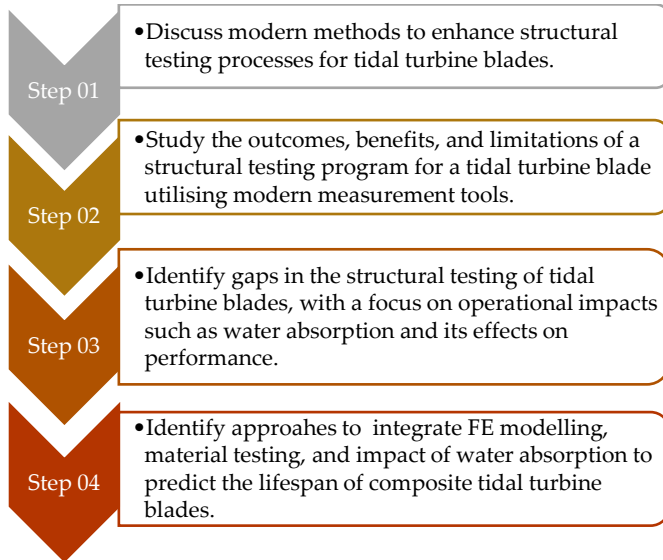 Step 01
•Discuss modern methods to enhance structural
testing processes for tidal turbine blades.
Step 02
•Study the outcomes, benefits, and limitations of a
structural testing program for a tidal turbine blade
utilising modern measurement tools.
Step 03
•Identify gaps in the structural testing of tidal
turbine blades, with a focus on operational impacts
such as water absorption and its effects on
performance.
Step 04
•Identify approahes to  integrate FE modelling,
material testing, and impact of water absorption to
predict the lifespan of composite tidal turbine
blades.